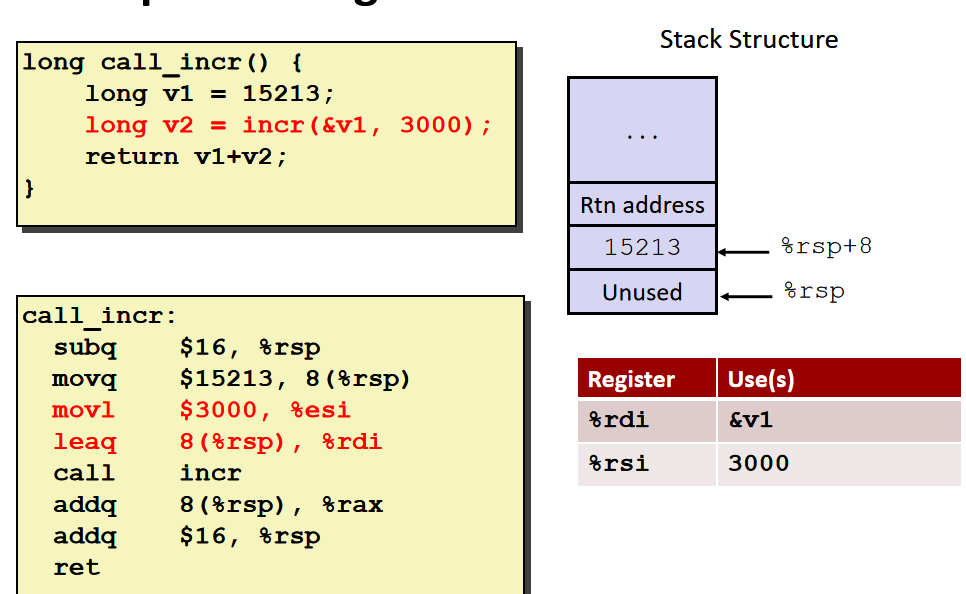 long call_incr() {
    long v1 = 15213;
    long v2 = incr(&v1, 3000);
    return v1+v2;
}
call_incr:
  subq    $16, %rsp
  movq    $15213, 8(%rsp)
  movl    $3000, %esi
  leaq    8(%rsp), %rdi
  call    incr
  addq    8(%rsp), %rax
  addq    $16, %rsp
  ret
Stack Structure
...
Rtn address
15213 %rsp+8
Unused %rsp
Register Use(s)
%rdi &v1
%rsi 3000